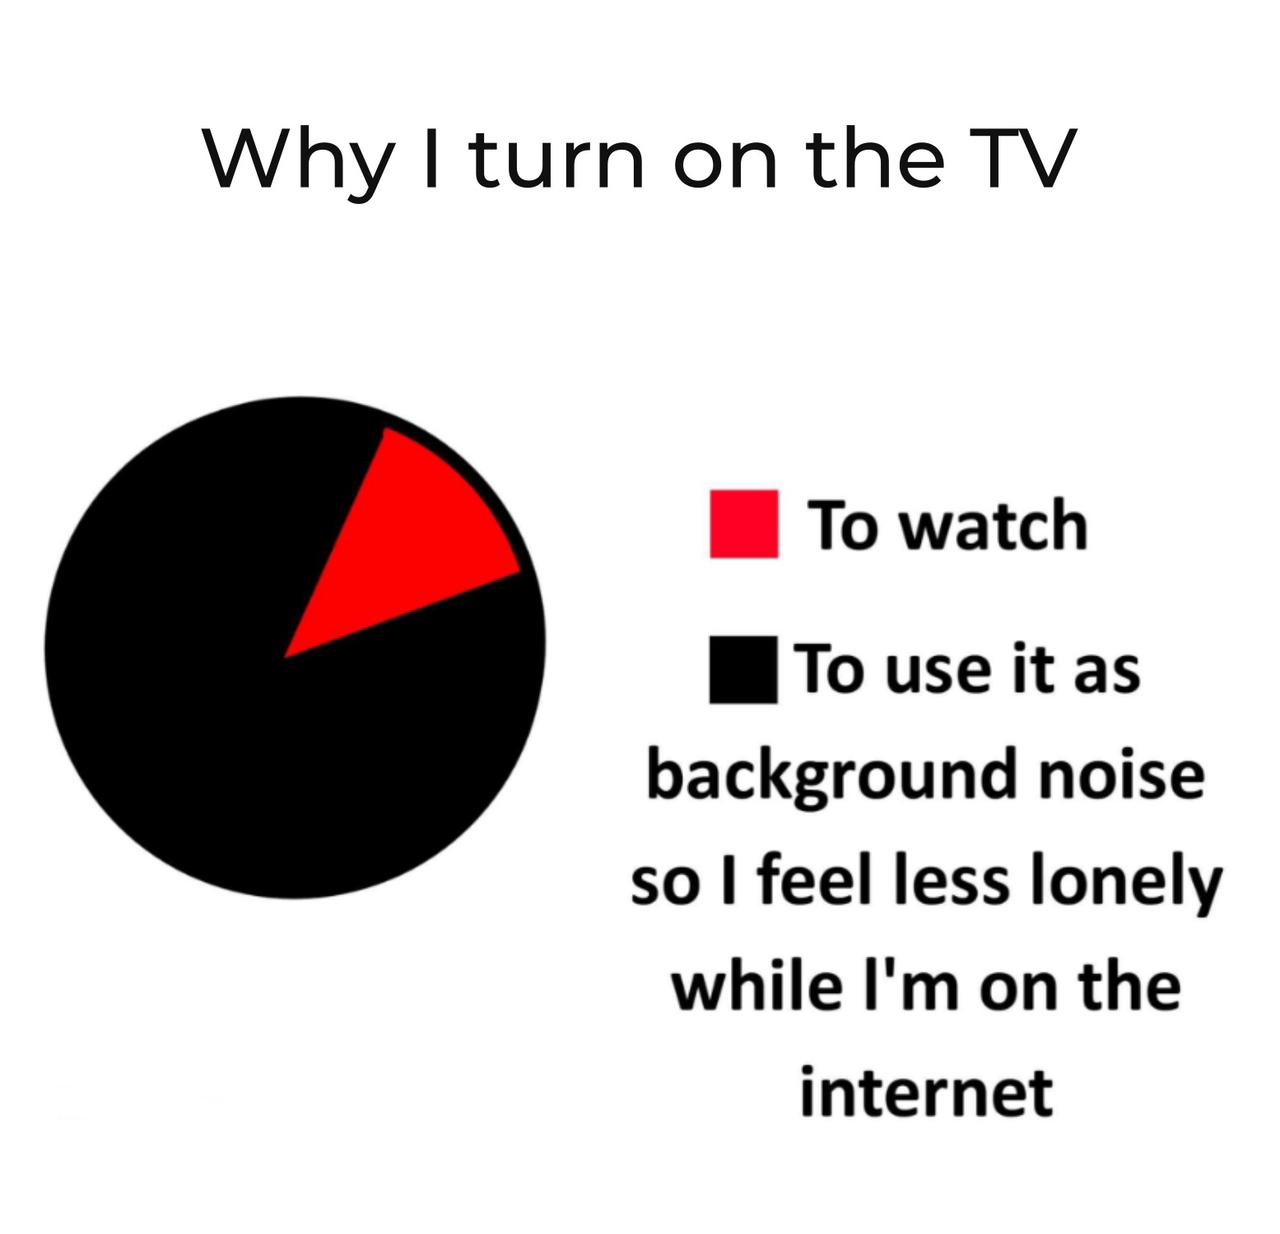 Why I turn on the TV
To watch
To use it as
background noise
so I feel less lonely
while I'm on the
internet